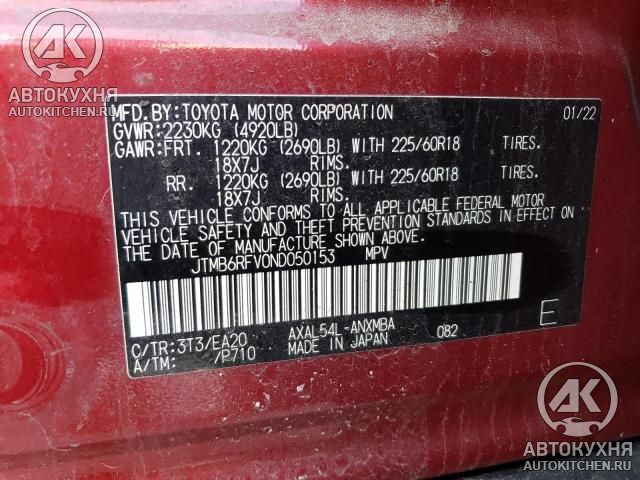 AK
АВТОКУХНЯ
AUTOKITCHEN.RU
MFD.BY:TOYOTA MOTOR CORPORATION 01/22
GVWR:2230KG (4920LB)
GAWR:FRT. 1220KG (2690LB) WITH 225/60R18 TIRES.
18X7J RIMS.
RR. 1220KG (2690LB) WITH 225/60R18 TIRES.
18X7J RIMS.
THIS VEHICLE CONFORMS TO ALL APPLICABLE FEDERAL MOTOR
VEHICLE SAFETY AND THEFT PREVENTION STANDARDS IN EFFECT ON
THE DATE OF MANUFACTURE SHOWN ABOVE.
JTMB6RFV0ND050153 MPV
C/TR:3T3/EA20 AXAL54L-ANXMBA 082 E
A/TM: /P710 MADE IN JAPAN
AK
АВТОКУХНЯ
AUTOKITCHEN.RU